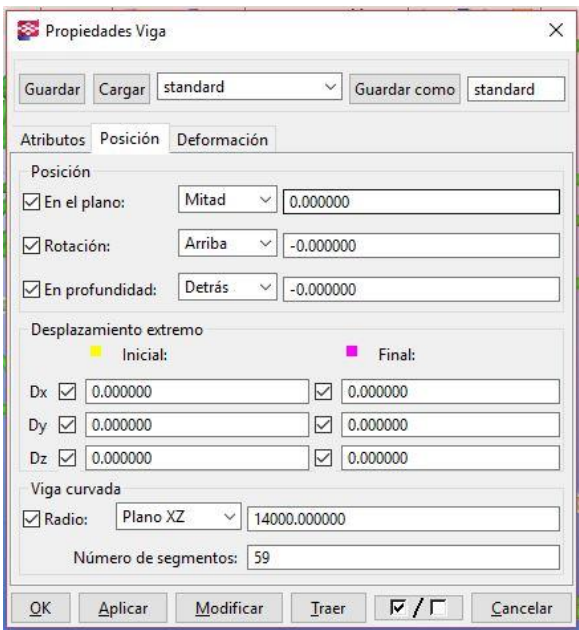 Propiedades Viga
Guardar Cargar standard Guardar como standard
Atributos Posición Deformación
Posición
En el plano: Mitad 0.000000
Rotación: Arriba -0.000000
En profundidad: Detrás -0.000000
Desplazamiento extremo
Inicial: Final:
Dx 0.000000 0.000000
Dy 0.000000 0.000000
Dz 0.000000 0.000000
Viga curvada
Radio: Plano XZ 14000.000000
Número de segmentos: 59
OK Aplicar Modificar Traer / Cancelar